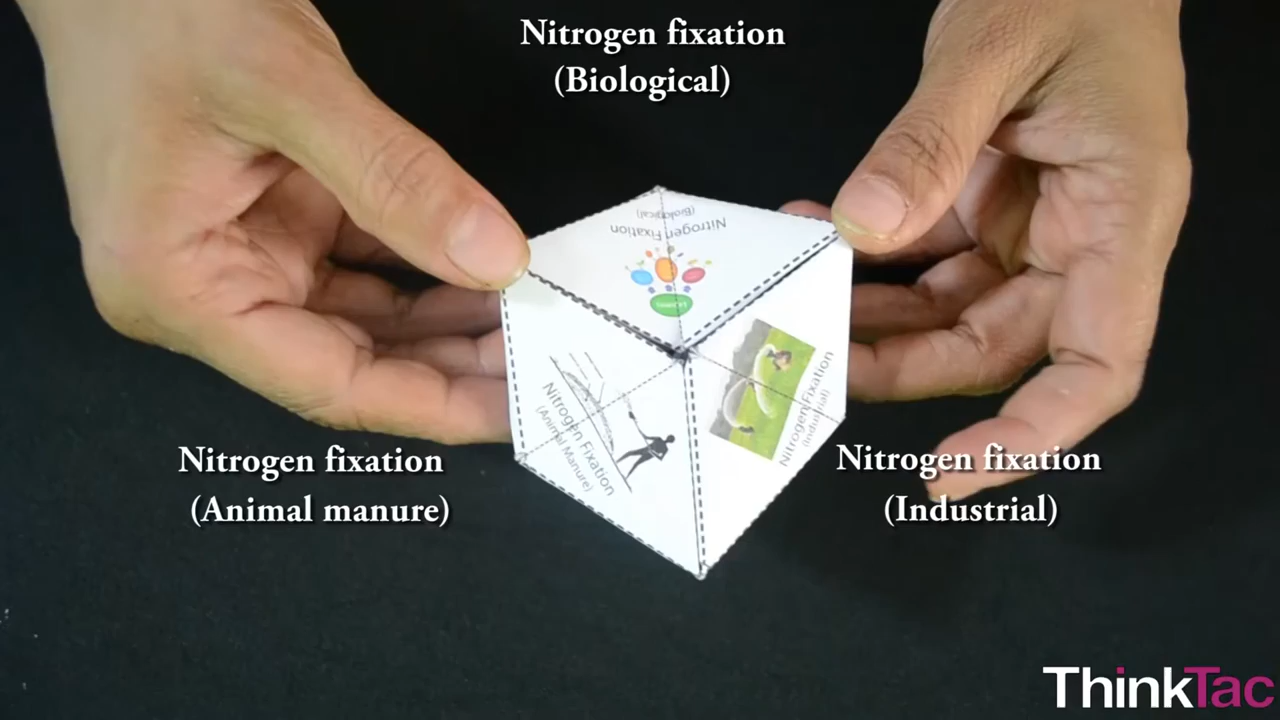 Nitrogen fixation
(Biological)
Nitrogen Fixation
(Biological)
Nitrogen Fixation
(Animal Manure)
Nitrogen Fixation
(Industrial)
Nitrogen fixation
(Animal manure)
Nitrogen fixation
(Industrial)
ThinkTac